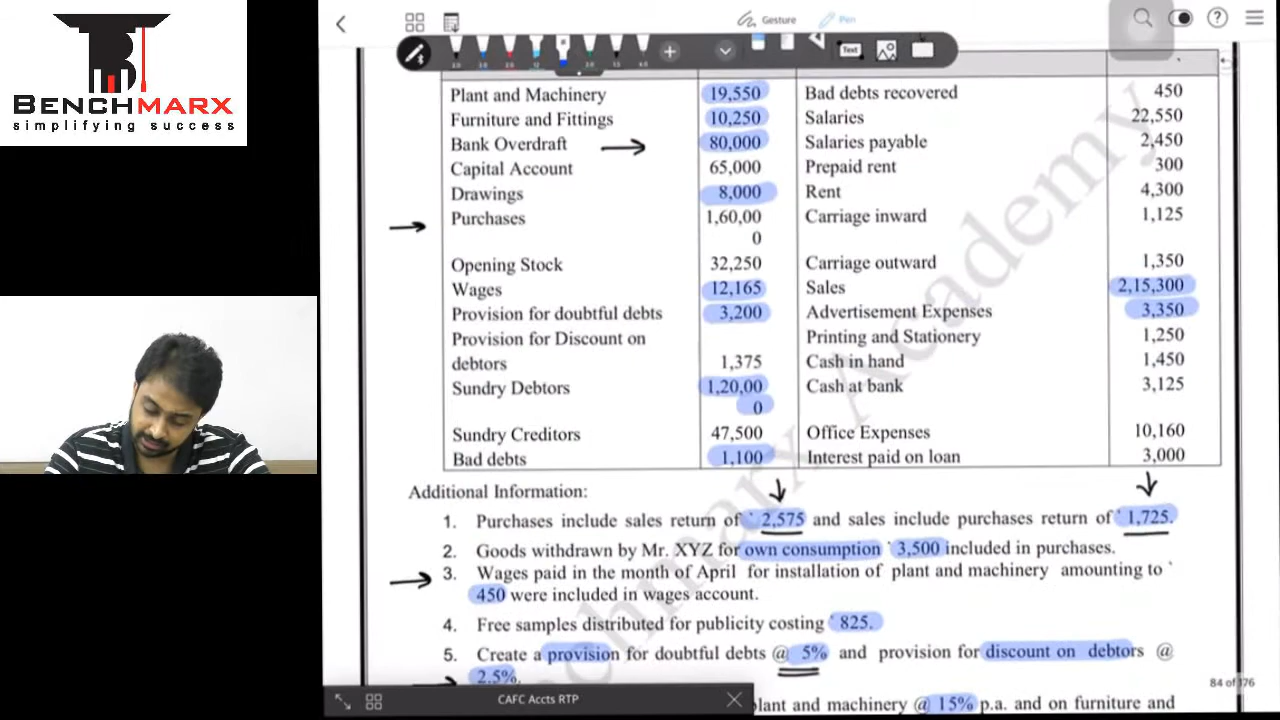 BENCHMARX
simplifying success
Gesture
Pen
Text
Plant and Machinery 19,550 Bad debts recovered 450
Furniture and Fittings 10,250 Salaries 22,550
Bank Overdraft 80,000 Salaries payable 2,450
Capital Account 65,000 Prepaid rent 300
Drawings 8,000 Rent 4,300
Purchases 1,60,00 Carriage inward 1,125
0
Opening Stock 32,250 Carriage outward 1,350
Wages 12,165 Sales 2,15,300
Provision for doubtful debts 3,200 Advertisement Expenses 3,350
Provision for Discount on Printing and Stationery 1,250
debtors 1,375 Cash in hand 1,450
Sundry Debtors 1,20,00 Cash at bank 3,125
0
Sundry Creditors 47,500 Office Expenses 10,160
Bad debts 1,100 Interest paid on loan 3,000
Additional Information:
1. Purchases include sales return of ` 2,575 and sales include purchases return of ` 1,725.
2. Goods withdrawn by Mr. XYZ for own consumption ` 3,500 included in purchases.
3. Wages paid in the month of April for installation of plant and machinery amounting to `
450 were included in wages account.
4. Free samples distributed for publicity costing ` 825.
5. Create a provision for doubtful debts @ 5% and provision for discount on debtors @
2.5%.
lant and machinery @ 15% p.a. and on furniture and
84 of 176
CAFC Accts RTP
Benchmarx Academy